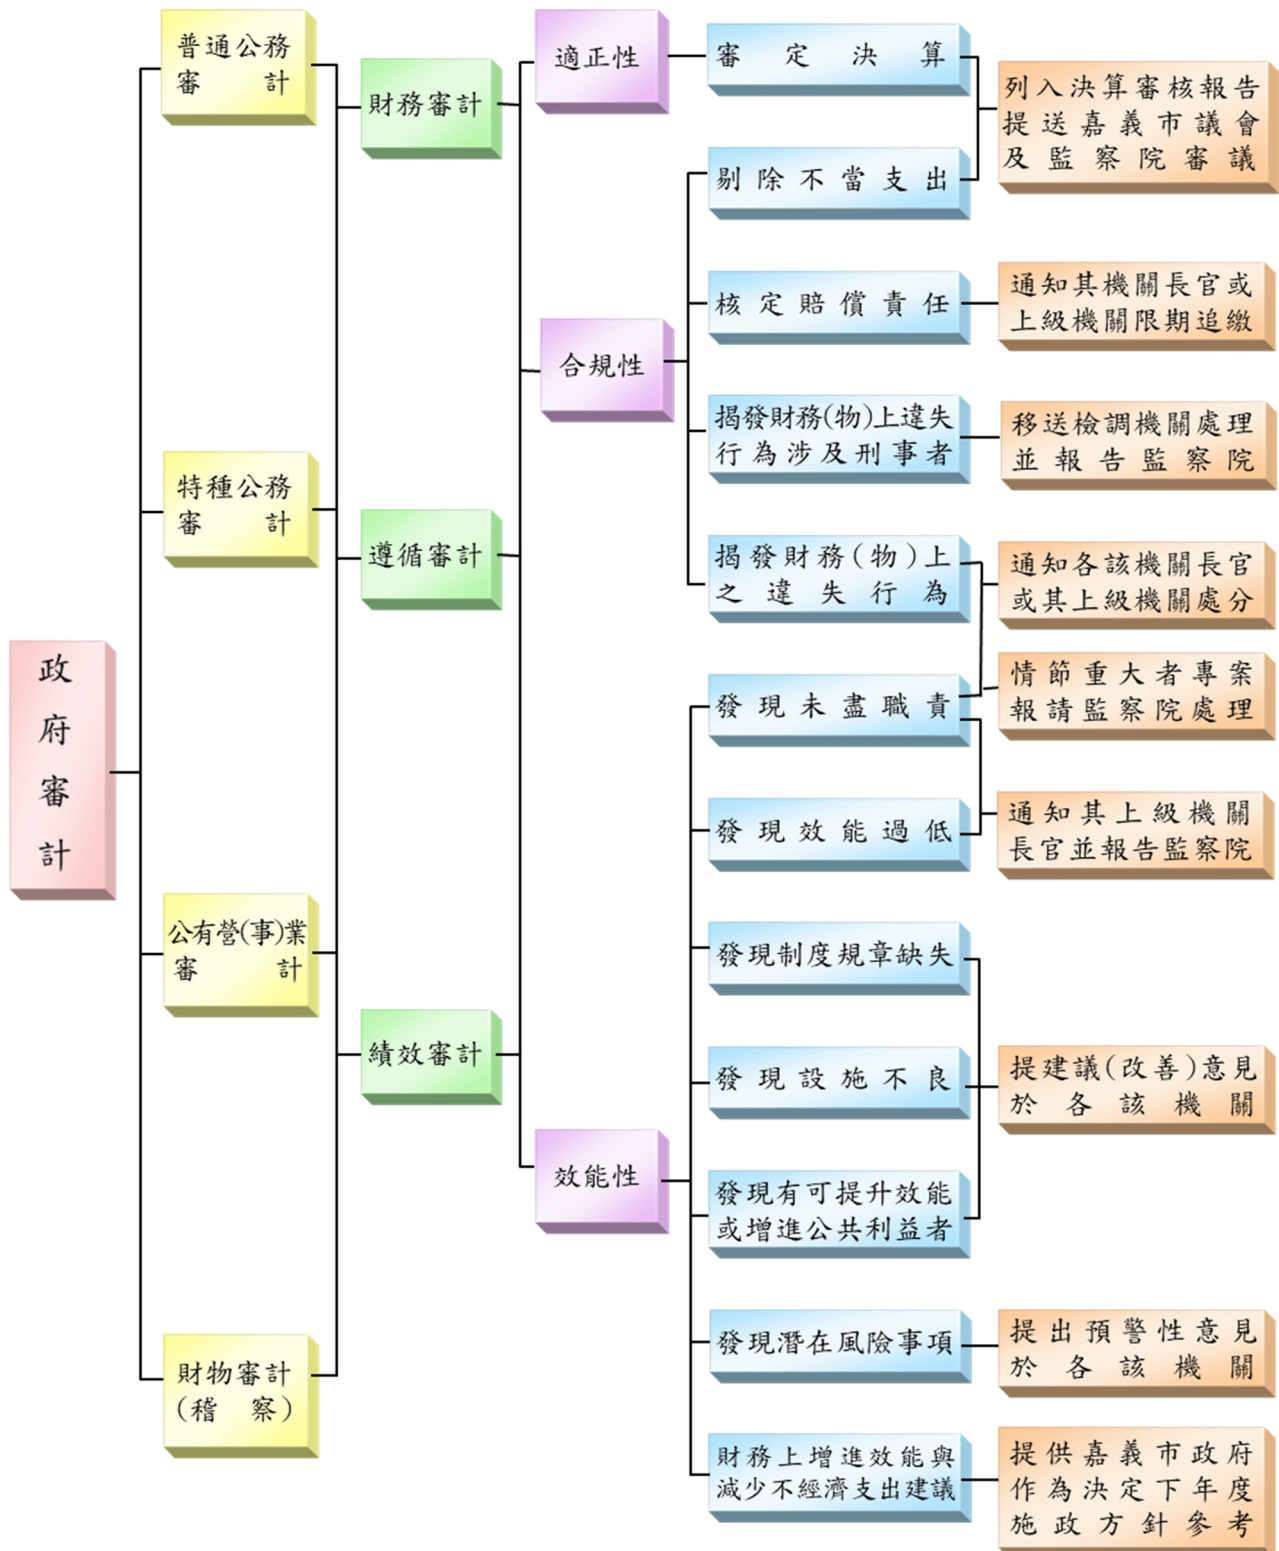 政
府
審
計
普通公務
審計
特種公務
審計
公有營(事)業
審計
財物審計
(稽察)
財務審計
遵循審計
績效審計
適正性
合規性
效能性
審定決算
剔除不當支出
核定賠償責任
揭發財務(物)上違失
行為涉及刑事者
揭發財務(物)上
之違失行為
發現未盡職責
發現效能過低
發現制度規章缺失
發現設施不良
發現有可提升效能
或增進公共利益者
發現潛在風險事項
財務上增進效能與
減少不經濟支出建議
列入決算審核報告
提送嘉義市議會
及監察院審議
通知其機關長官或
上級機關限期追繳
移送檢調機關處理
並報告監察院
通知各該機關長官
或其上級機關處分
情節重大者專案
報請監察院處理
通知其上級機關
長官並報告監察院
提建議(改善)意見
於各該機關
提出預警性意見
於各該機關
提供嘉義市政府
作為決定下年度
施政方針參考